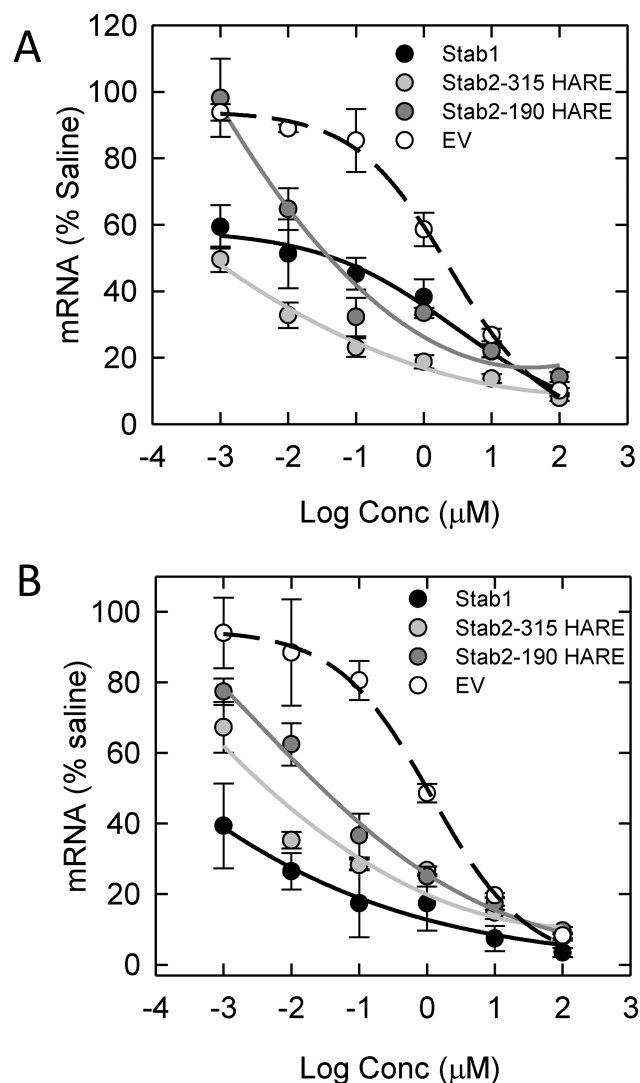 A
mRNA (% Saline)
120
100
80
60
40
20
0
Stab1
Stab2-315 HARE
Stab2-190 HARE
EV
-4 -3 -2 -1 0 1 2 3
Log Conc (μM)
B
mRNA (% saline)
100
80
60
40
20
0
Stab1
Stab2-315 HARE
Stab2-190 HARE
EV
-4 -3 -2 -1 0 1 2 3
Log Conc (μM)